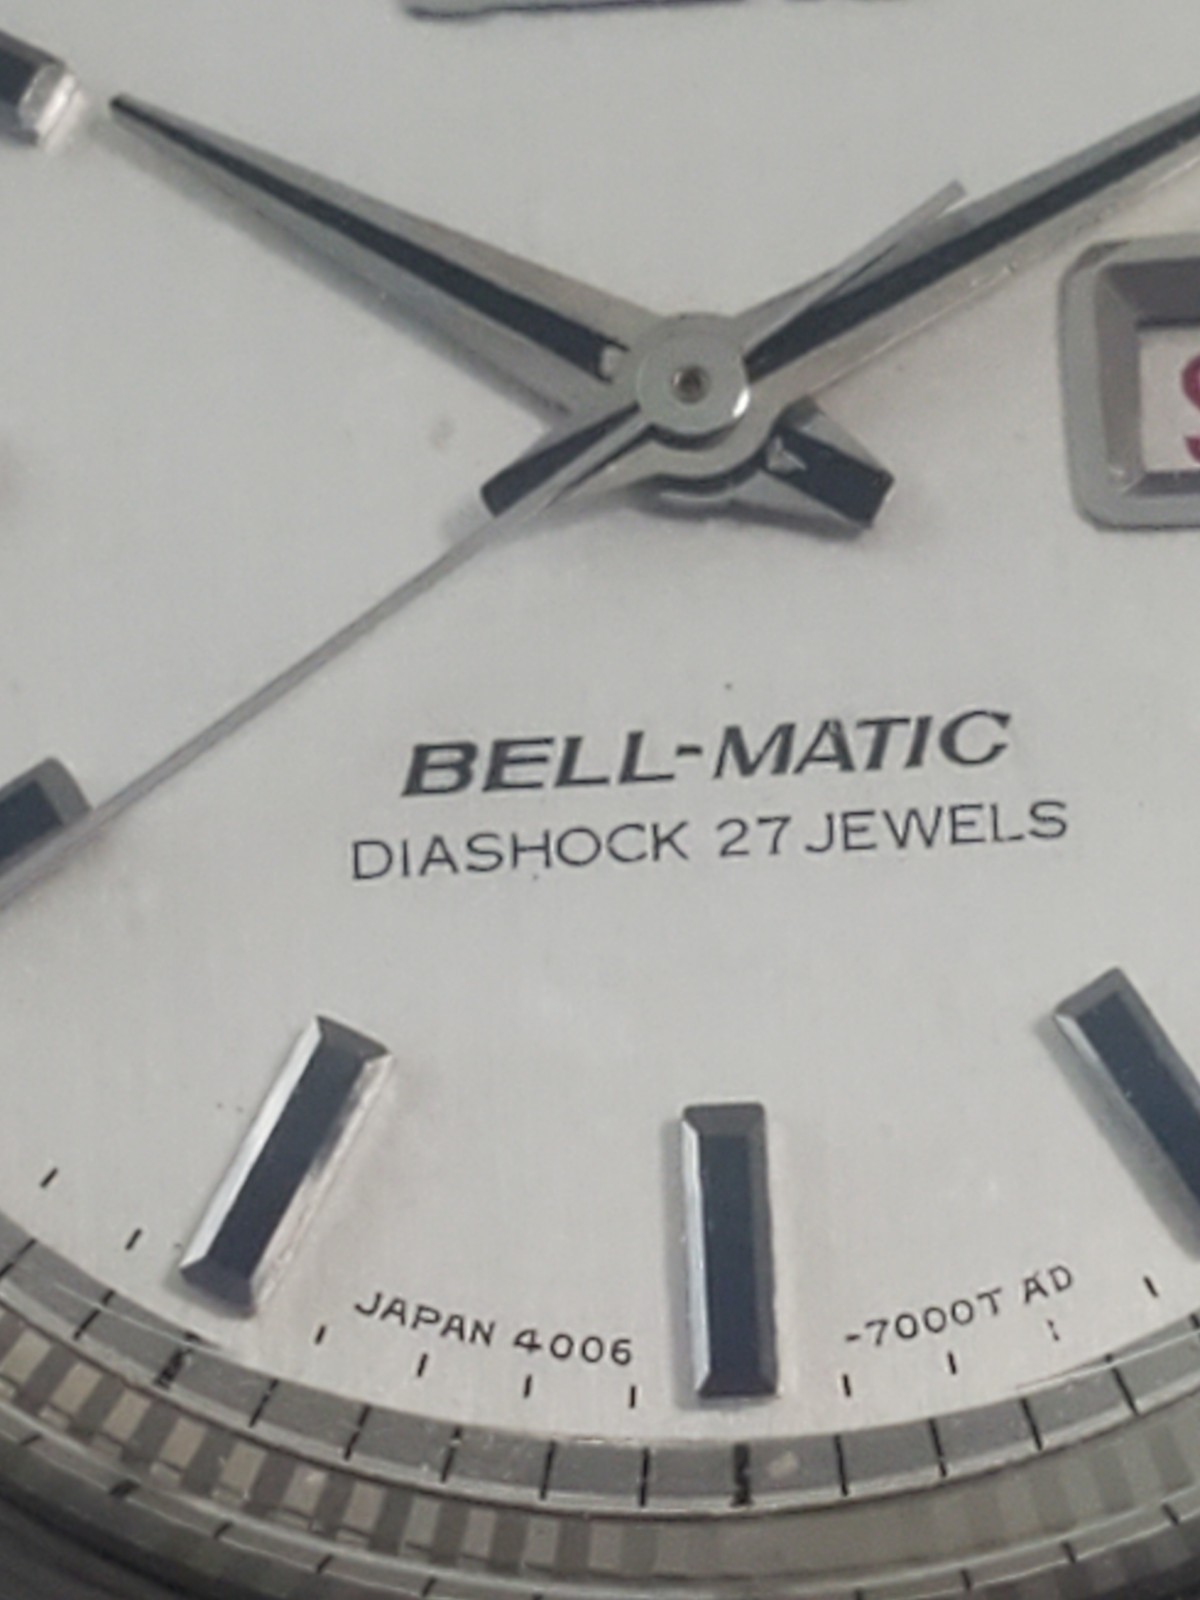 BELL-MATIC
DIASHOCK 27 JEWELS
JAPAN 4006 -7000T AD